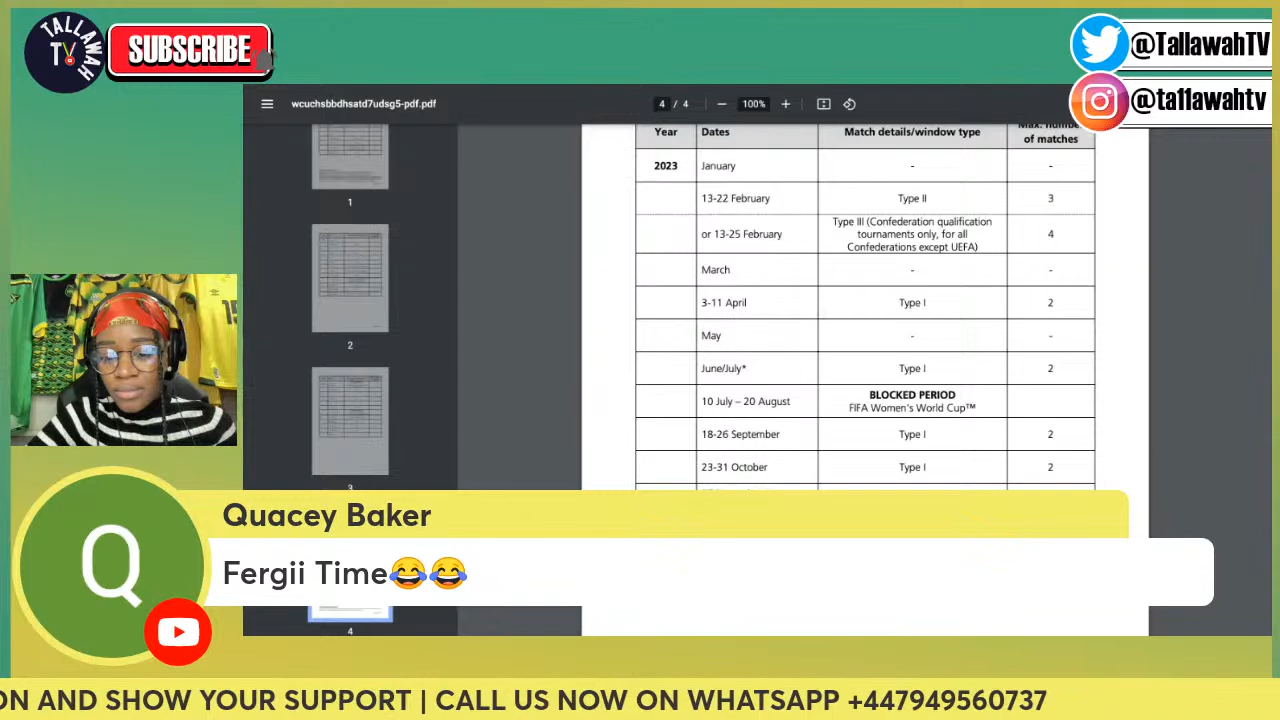 TALLAWAH
TV
SUBSCRIBE
@TallawahTV
@ta11awahtv
wcuchsbbdhsatd7udsg5-pdf.pdf
4 / 4
100%
Year Dates Match details/window type Max. number
of matches
2023 January - -
13-22 February Type II 3
or 13-25 February Type III (Confederation qualification
tournaments only, for all
Confederations except UEFA) 4
March - -
3-11 April Type I 2
May - -
June/July* Type I 2
10 July – 20 August BLOCKED PERIOD
FIFA Women's World Cup™
18-26 September Type I 2
23-31 October Type I 2
1
2
3
4
15
Q
Quacey Baker
Fergii Time😂😂
ON AND SHOW YOUR SUPPORT | CALL US NOW ON WHATSAPP +447949560737